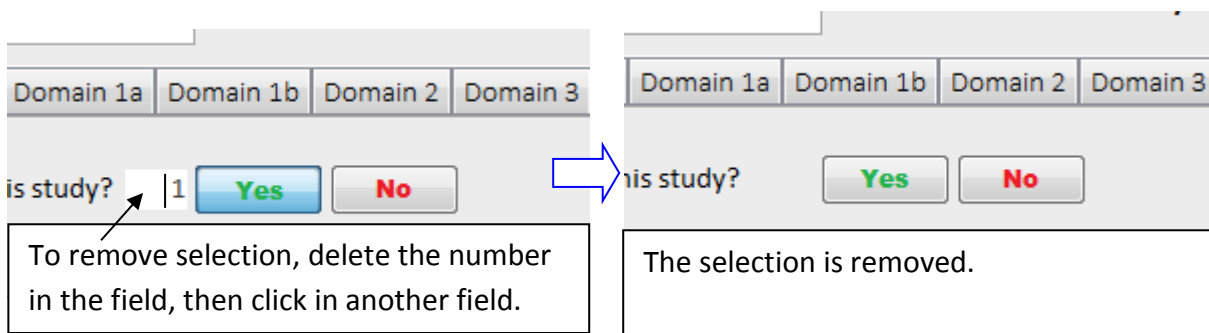 Domain 1a Domain 1b Domain 2 Domain 3
is study? 1 Yes No
To remove selection, delete the number
in the field, then click in another field.
Domain 1a Domain 1b Domain 2 Domain 3
his study? Yes No
The selection is removed.